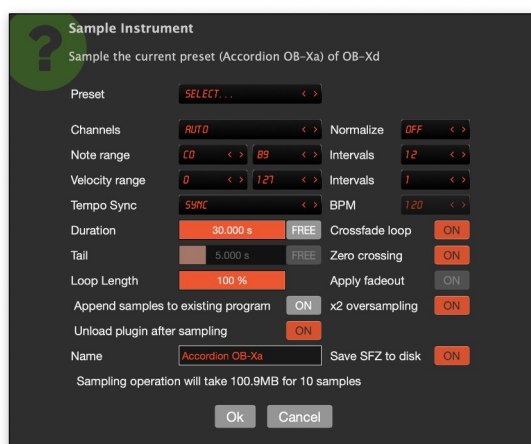 ?
Sample Instrument
Sample the current preset (Accordion OB-Xa) of OB-Xd
Preset SELECT... < >
Channels AUTO < > Normalize OFF < >
Note range C0 < > B9 < > Intervals 12 < >
Velocity range 0 < > 127 < > Intervals 1 < >
Tempo Sync SYNC < > BPM 120 < >
Duration 30.000 s FREE Crossfade loop ON
Tail 5.000 s FREE Zero crossing ON
Loop Length 100 % Apply fadeout ON
Append samples to existing program ON x2 oversampling ON
Unload plugin after sampling ON
Name Accordion OB-Xa Save SFZ to disk ON
Sampling operation will take 100.9MB for 10 samples
Ok Cancel